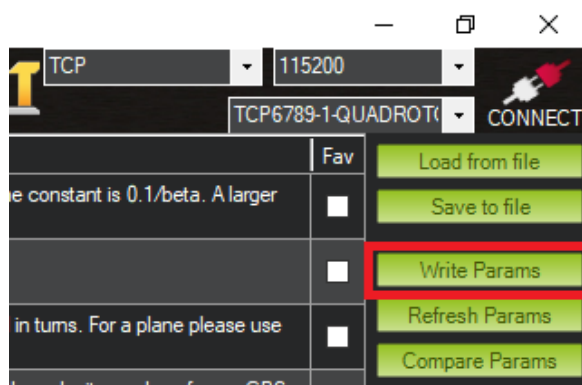 TCP 115200
TCP6789-1-QUADROT
CONNECT
Fav
Load from file
e constant is 0.1/beta. A larger
Save to file
Write Params
Refresh Params
in turns. For a plane please use
Compare Params